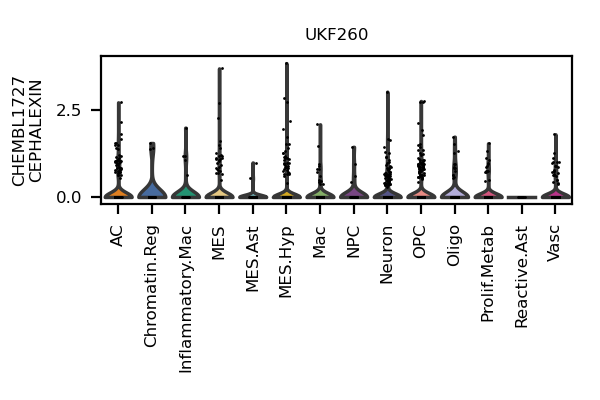 UKF260
CHEMBL1727
CEPHALEXIN
2.5
0.0
AC
Chromatin.Reg
Inflammatory.Mac
MES
MES.Ast
MES.Hyp
Mac
NPC
Neuron
OPC
Oligo
Prolif.Metab
Reactive.Ast
Vasc